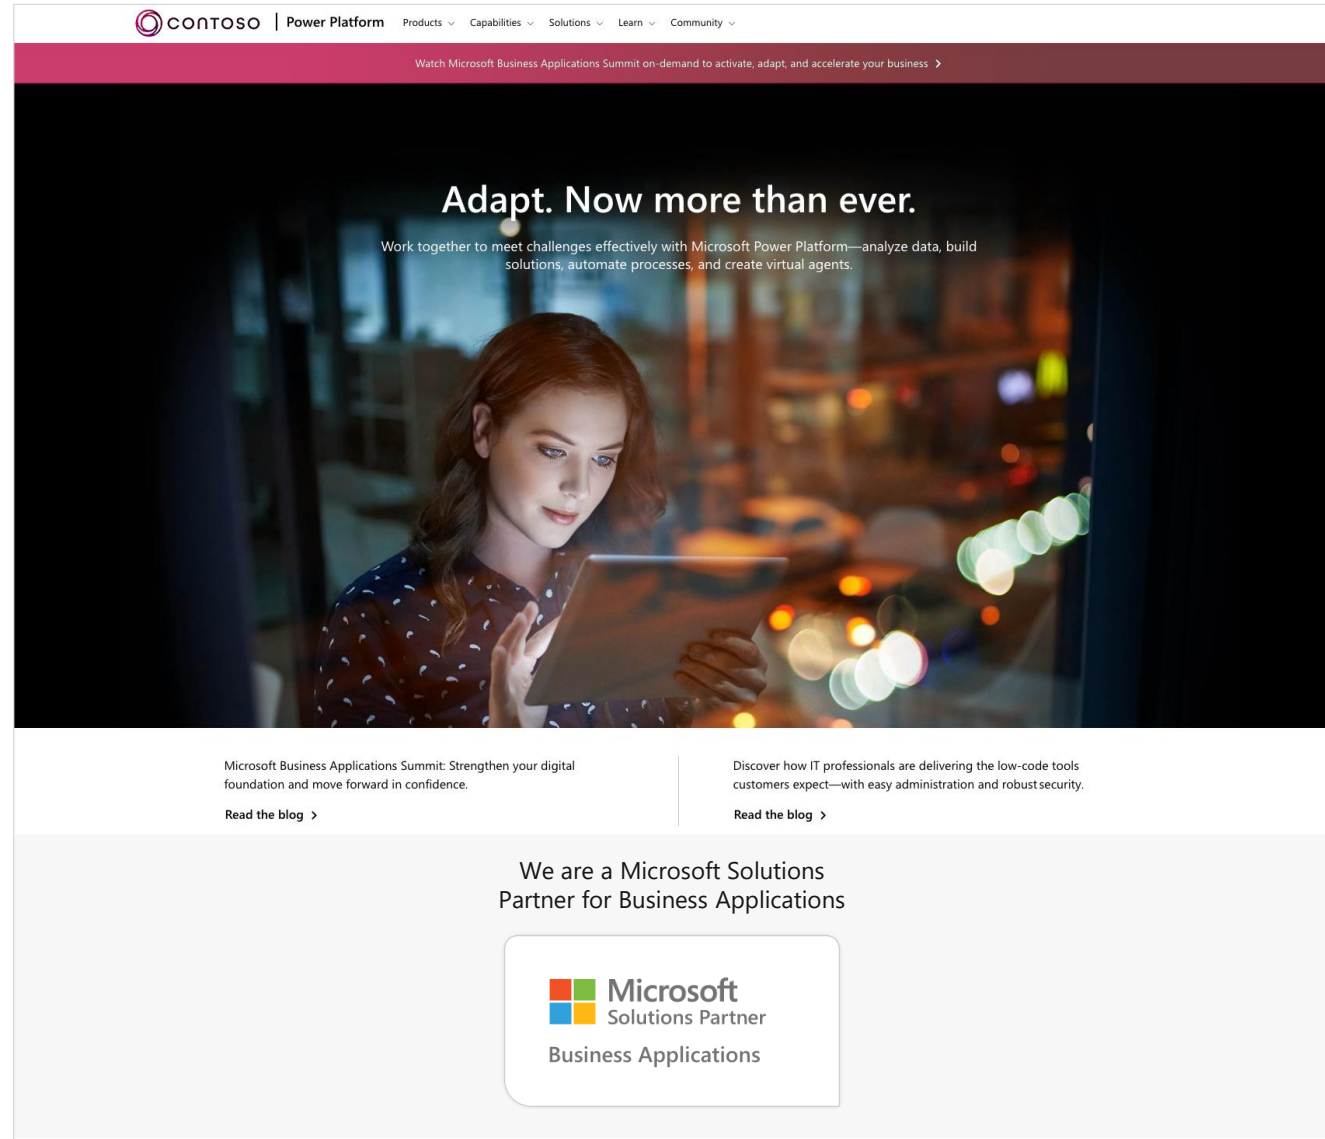 CONTOSO Power Platform Products Capabilities Solutions Learn Community
Watch Microsoft Business Applications Summit on-demand to activate, adapt, and accelerate your business
Adapt. Now more than ever.
Work together to meet challenges effectively with Microsoft Power Platform—analyze data, build
solutions, automate processes, and create virtual agents.
Microsoft Business Applications Summit: Strengthen your digital
foundation and move forward in confidence.
Read the blog
Discover how IT professionals are delivering the low-code tools
customers expect—with easy administration and robust security.
Read the blog
We are a Microsoft Solutions
Partner for Business Applications
Microsoft
Solutions Partner
Business Applications